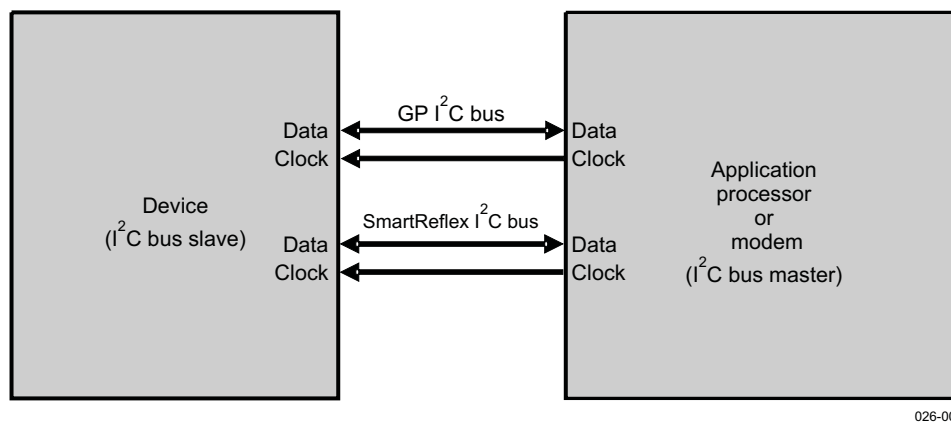 GP I²C bus
Data
Data
Clock
Clock
Device
(I²C bus slave)
SmartReflex I²C bus
Data
Data
Clock
Clock
Application
processor
or
modem
(I²C bus master)